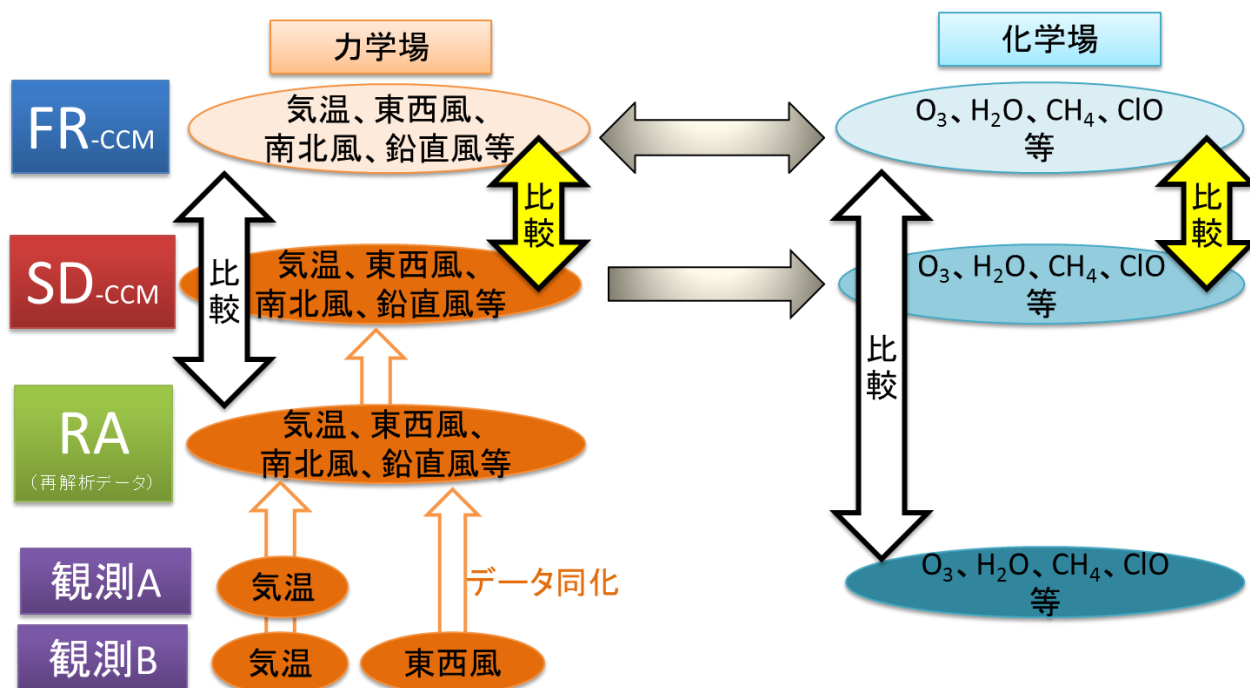 力学場
化学場
FR-CCM
気温、東西風、
南北風、鉛直風等
O₃、H₂O、CH₄、ClO
等
比較
比較
SD-CCM
気温、東西風、
南北風、鉛直風等
O₃、H₂O、CH₄、ClO
等
比較
比較
RA
(再解析データ)
気温、東西風、
南北風、鉛直風等
観測A
気温
データ同化
O₃、H₂O、CH₄、ClO
等
観測B
気温
東西風